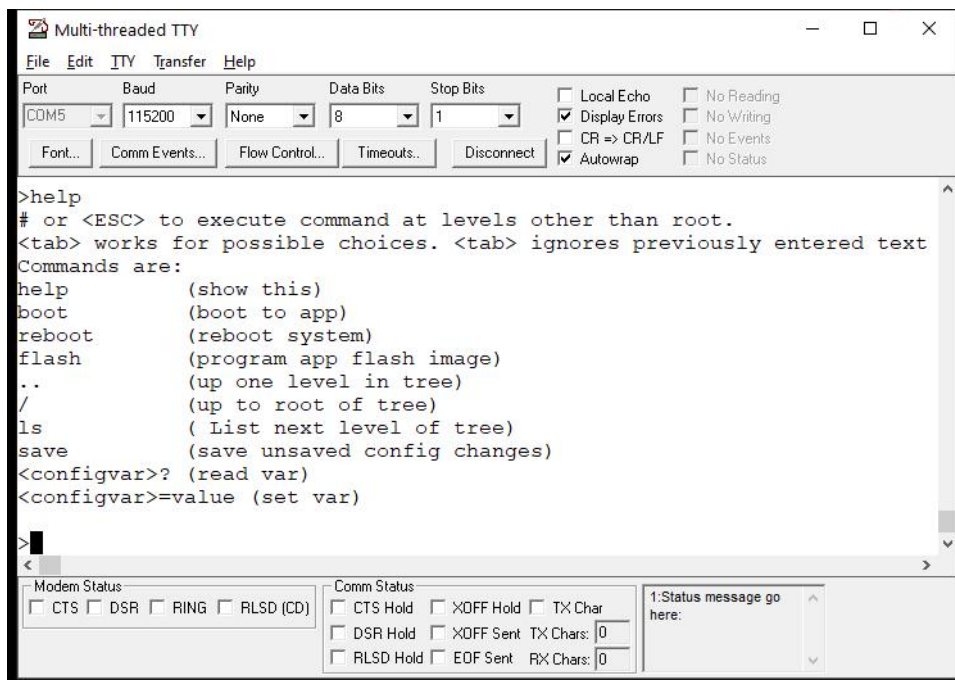 Multi-threaded TTY
File Edit TTY Transfer Help
Port Baud Parity Data Bits Stop Bits
COM5 115200 None 8 1
Local Echo No Reading
Display Errors No Writing
CR => CR/LF No Events
Autowrap No Status
Font... Comm Events... Flow Control... Timeouts.. Disconnect
>help
# or <ESC> to execute command at levels other than root.
<tab> works for possible choices. <tab> ignores previously entered text
Commands are:
help (show this)
boot (boot to app)
reboot (reboot system)
flash (program app flash image)
.. (up one level in tree)
/ (up to root of tree)
ls ( List next level of tree)
save (save unsaved config changes)
<configvar>? (read var)
<configvar>=value (set var)
>
Modem Status
CTS DSR RING RLSD (CD)
Comm Status
CTS Hold XOFF Hold TX Char
DSR Hold XOFF Sent TX Chars: 0
RLSD Hold EOF Sent RX Chars: 0
1:Status message go
here: